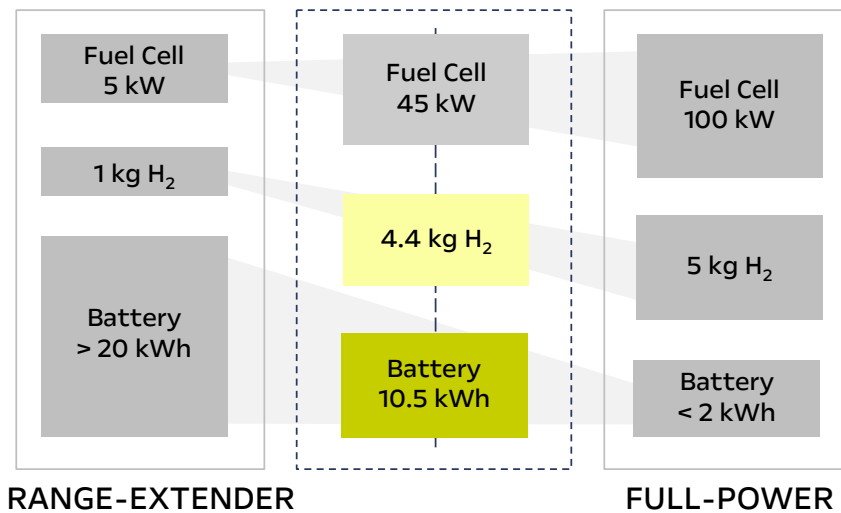 Fuel Cell
5 kW
1 kg H₂
Battery
> 20 kWh
RANGE-EXTENDER
Fuel Cell
45 kW
4.4 kg H₂
Battery
10.5 kWh
Fuel Cell
100 kW
5 kg H₂
Battery
< 2 kWh
FULL-POWER